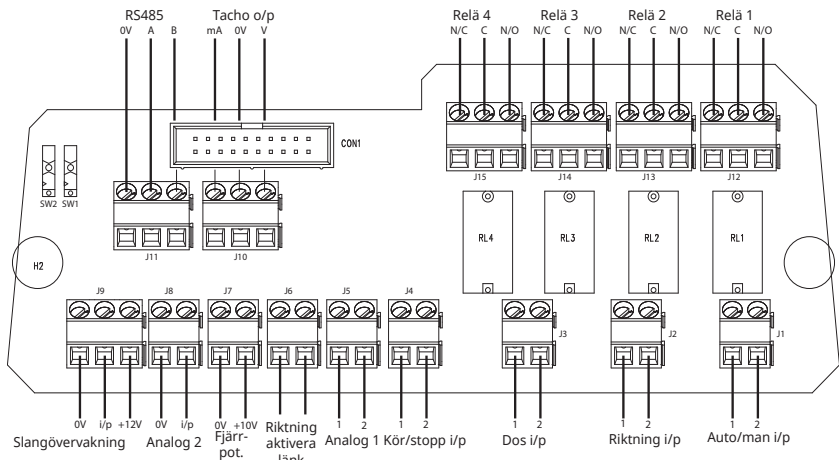 RS485 Tacho o/p Relä 4 Relä 3 Relä 2 Relä 1
0V A B mA 0V V N/C C N/O N/C C N/O N/C C N/O N/C C N/O
CON1
J15 J14 J13 J12
SW2 SW1
RL4 RL3 RL2 RL1
J11 J10
H2
J9 J8 J7 J6 J5 J4
J3 J2 J1
0V i/p +12V 0V i/p 0V +10V 1 2 1 2 1 2 1 2 1 2
Slangövervakning Analog 2 Fjärr-
pot. Riktning
aktivera
länk Analog 1 Kör/stopp i/p Dos i/p Riktning i/p Auto/man i/p